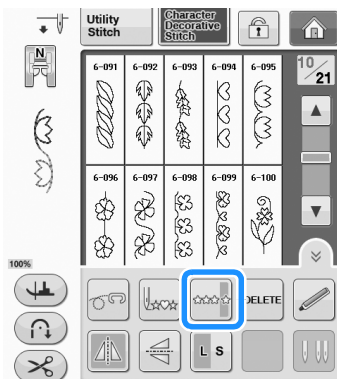 Utility
Stitch
Character
Decorative
Stitch
N
6-091 6-092 6-093 6-094 6-095
10/21
6-096 6-097 6-098 6-099 6-100
100%
DELETE
L S